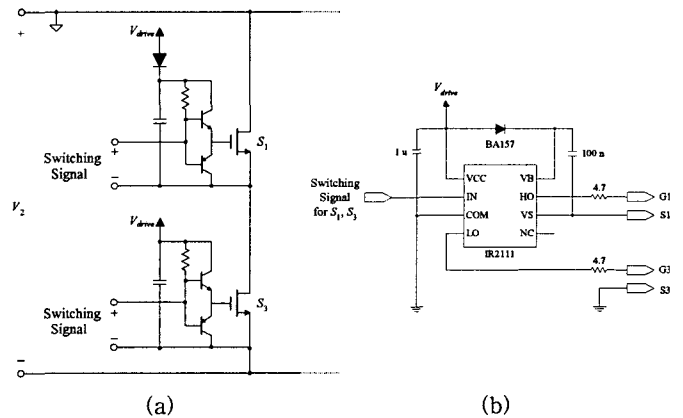 +
V_drive
S_1
+
Switching
Signal
−
V_2
V_drive
S_3
Switching
Signal
+
−
−
(a)
V_drive
BA157
1 u
100 n
VCC
VB
Switching
Signal
for S_1, S_3
IN
HO
4.7
G1
COM
VS
S1
LO
NC
IR2111
4.7
G3
S3
(b)